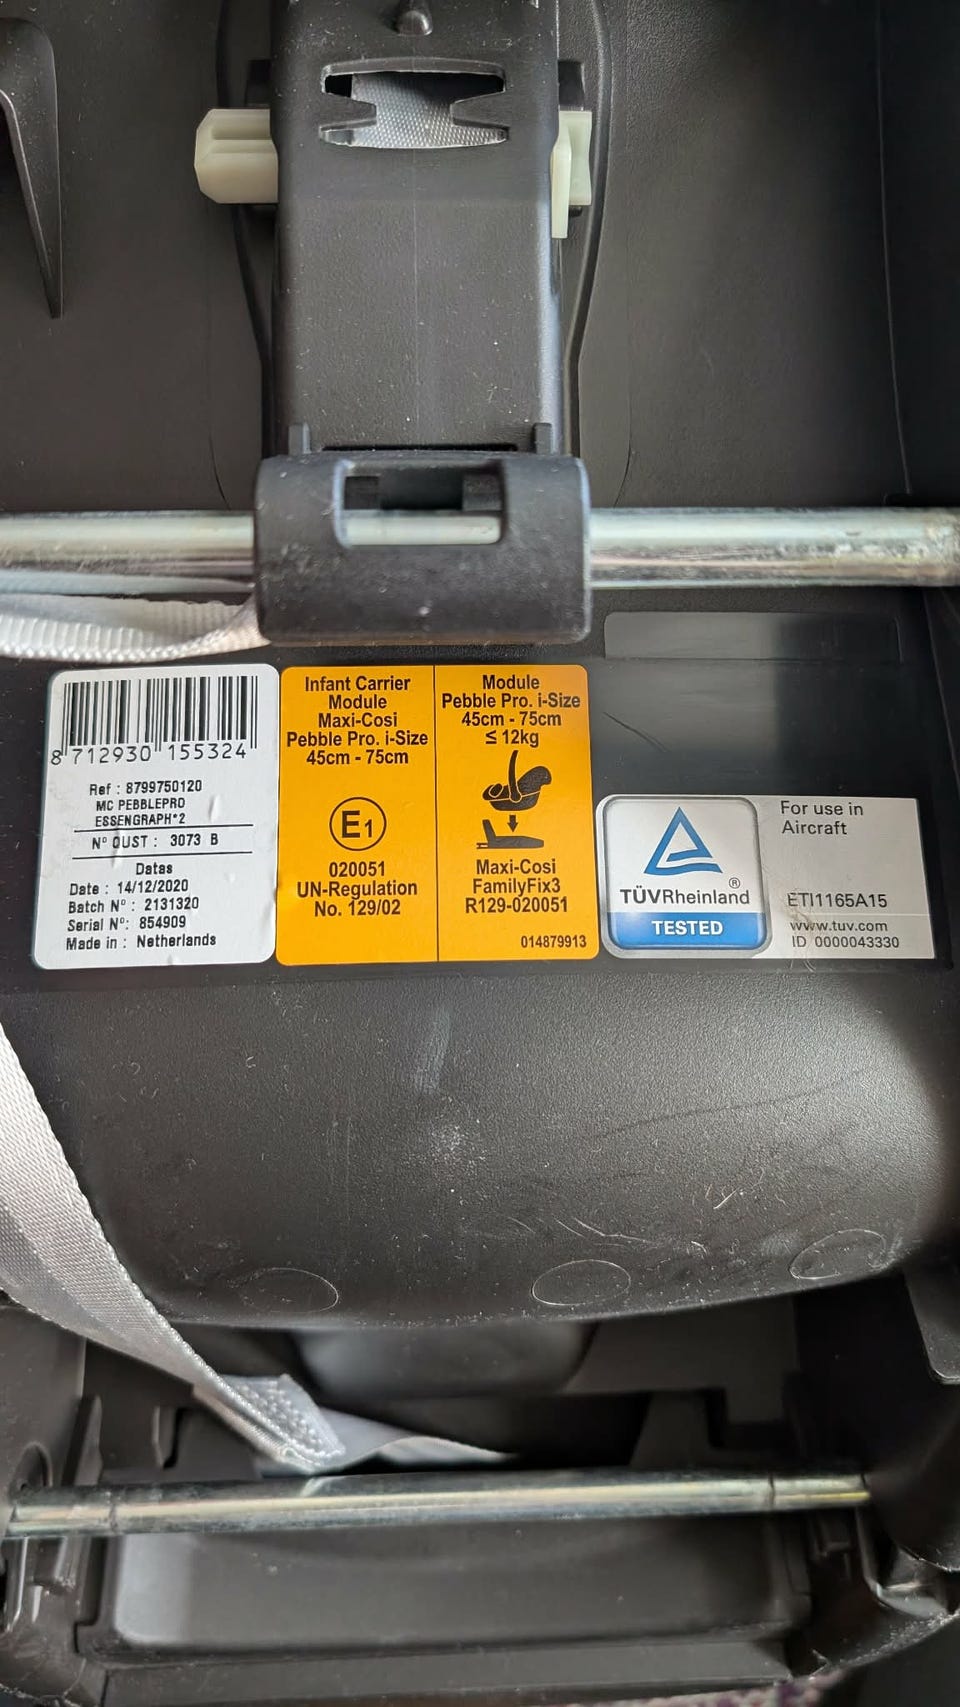 8 712930 155324
Ref : 8799750120
MC PEBBLEPRO
ESSENGRAPH*2
Nº OUST : 3073 B
Datas
Date : 14/12/2020
Batch Nº : 2131320
Serial Nº: 854909
Made in : Netherlands
Infant Carrier
Module
Maxi-Cosi
Pebble Pro. i-Size
45cm - 75cm
E1
020051
UN-Regulation
No. 129/02
Module
Pebble Pro. i-Size
45cm - 75cm
≤ 12kg
Maxi-Cosi
FamilyFix3
R129-020051
014879913
TÜVRheinland®
TESTED
For use in
Aircraft
ETI1165A15
www.tuv.com
ID 0000043330